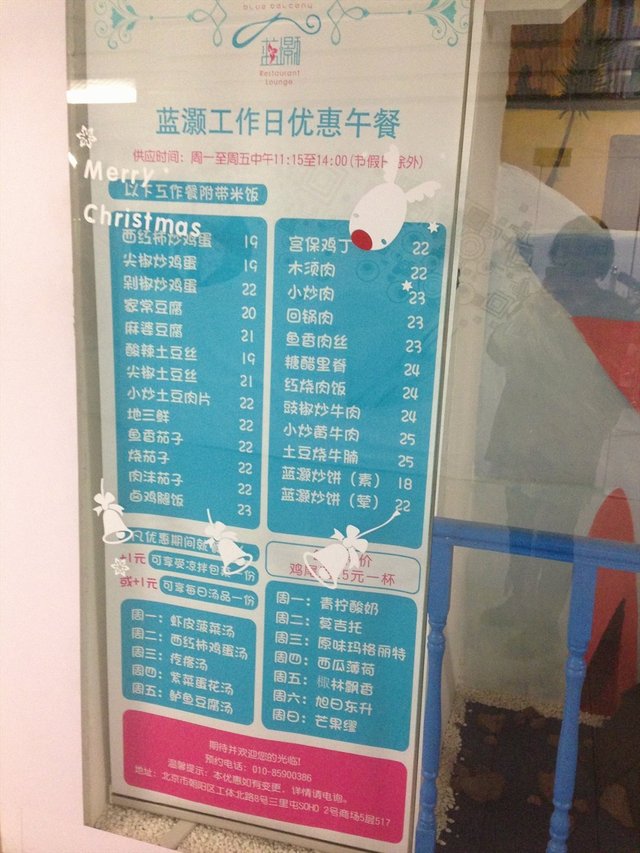 BLUE BALCONY
蓝灏
Restaurant
Lounge
蓝灏工作日优惠午餐
供应时间：周一至周五中午11:15至14:00(节假日除外)
Merry
Christmas
以下工作餐附带米饭
西红柿炒鸡蛋 19
尖椒炒鸡蛋 19
剁椒炒鸡蛋 22
家常豆腐 20
麻婆豆腐 21
酸辣土豆丝 19
尖椒土豆丝 21
小炒土豆肉片 22
地三鲜 22
鱼香茄子 22
烧茄子 22
肉沫茄子 22
卤鸡腿饭 23
宫保鸡丁 22
木须肉 22
小炒肉 23
回锅肉 23
鱼香肉丝 23
糖醋里脊 24
红烧肉饭 24
豉椒炒牛肉 24
小炒黄牛肉 25
土豆烧牛腩 25
蓝灏炒饼（素） 18
蓝灏炒饼（荤） 22
凡优惠期间就
+1元 可享受凉拌包菜一份
或+1元 可享每日汤品一份
周一：虾皮菠菜汤
周二：西红柿鸡蛋汤
周三：疙瘩汤
周四：紫菜蛋花汤
周五：鲈鱼豆腐汤
价
鸡尾 5元一杯
周一：青柠酸奶
周二：莫吉托
周三：原味玛格丽特
周四：西瓜薄荷
周五：椰林飘香
周六：旭日东升
周日：芒果缪
期待并欢迎您的光临!
预约电话：010-85900386
温馨提示：本优惠如有变更，详情请电询。
地址：北京市朝阳区工体北路8号三里屯SOHO 2号商场5层517